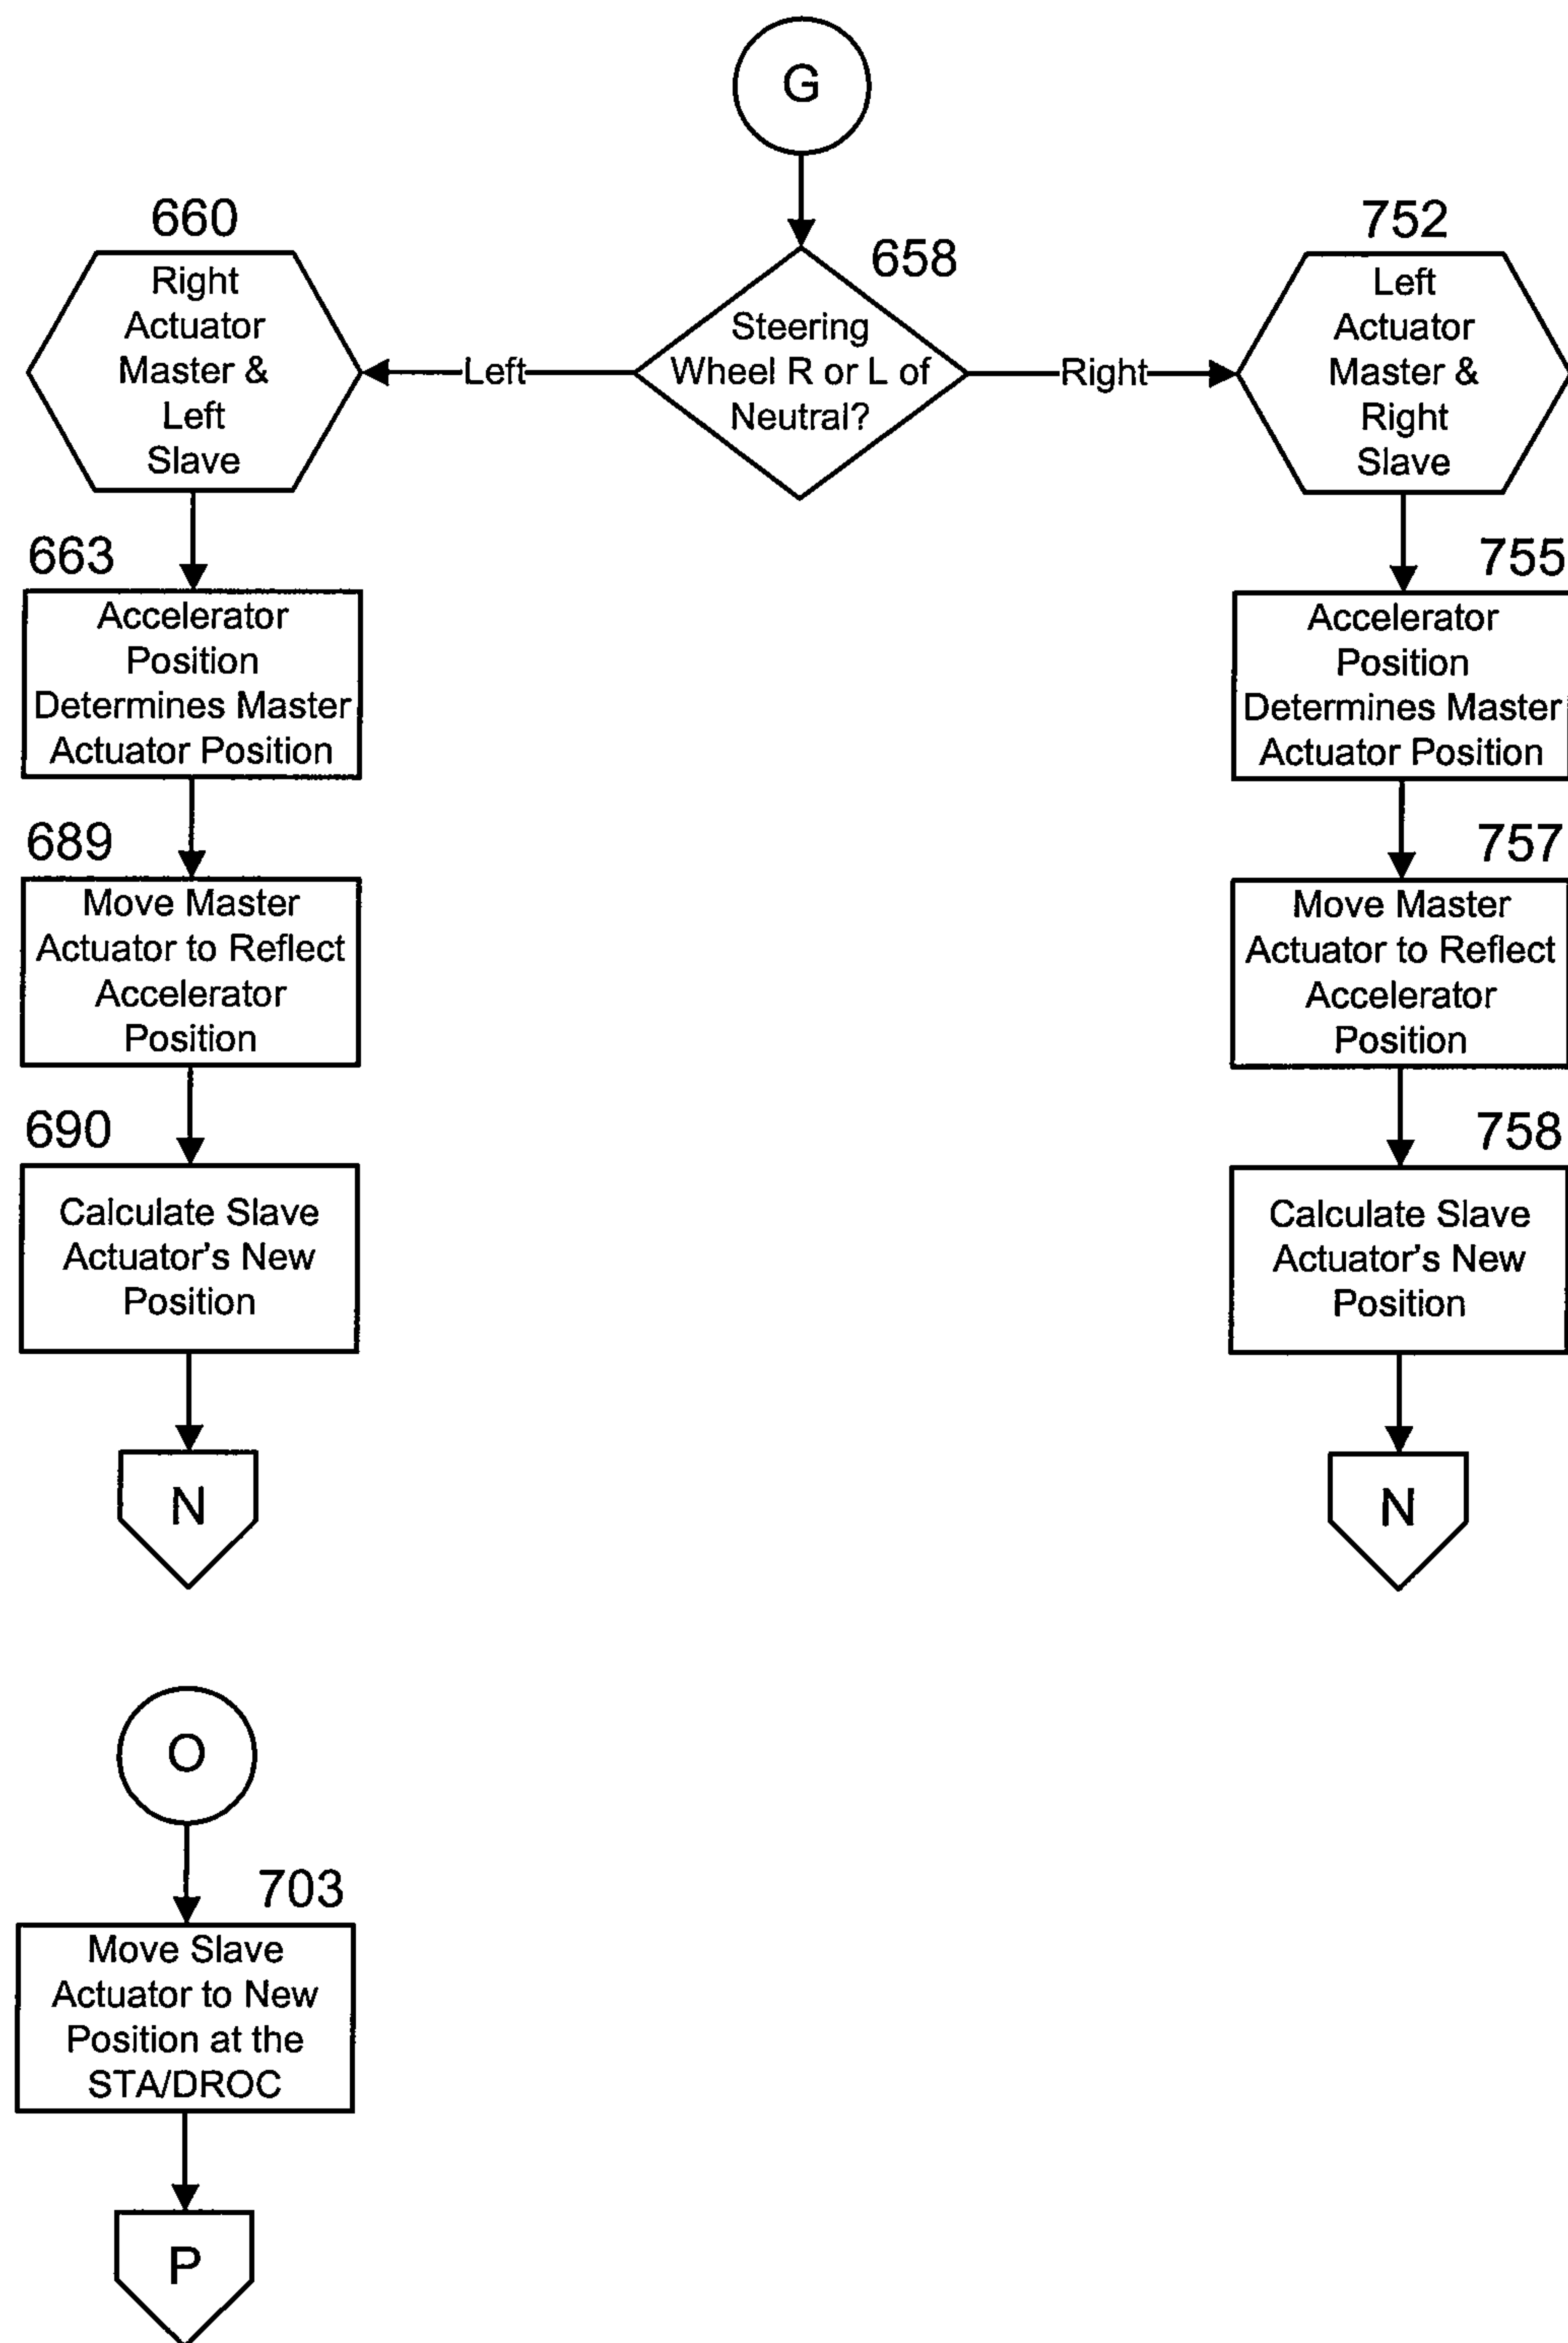 G
658
Steering
Wheel R or L of
Neutral?
Left
Right
660
Right
Actuator
Master &
Left
Slave
663
Accelerator
Position
Determines Master
Actuator Position
689
Move Master
Actuator to Reflect
Accelerator
Position
690
Calculate Slave
Actuator’s New
Position
N
752
Left
Actuator
Master &
Right
Slave
755
Accelerator
Position
Determines Master
Actuator Position
757
Move Master
Actuator to Reflect
Accelerator
Position
758
Calculate Slave
Actuator’s New
Position
N
O
703
Move Slave
Actuator to New
Position at the
STA/DROC
P